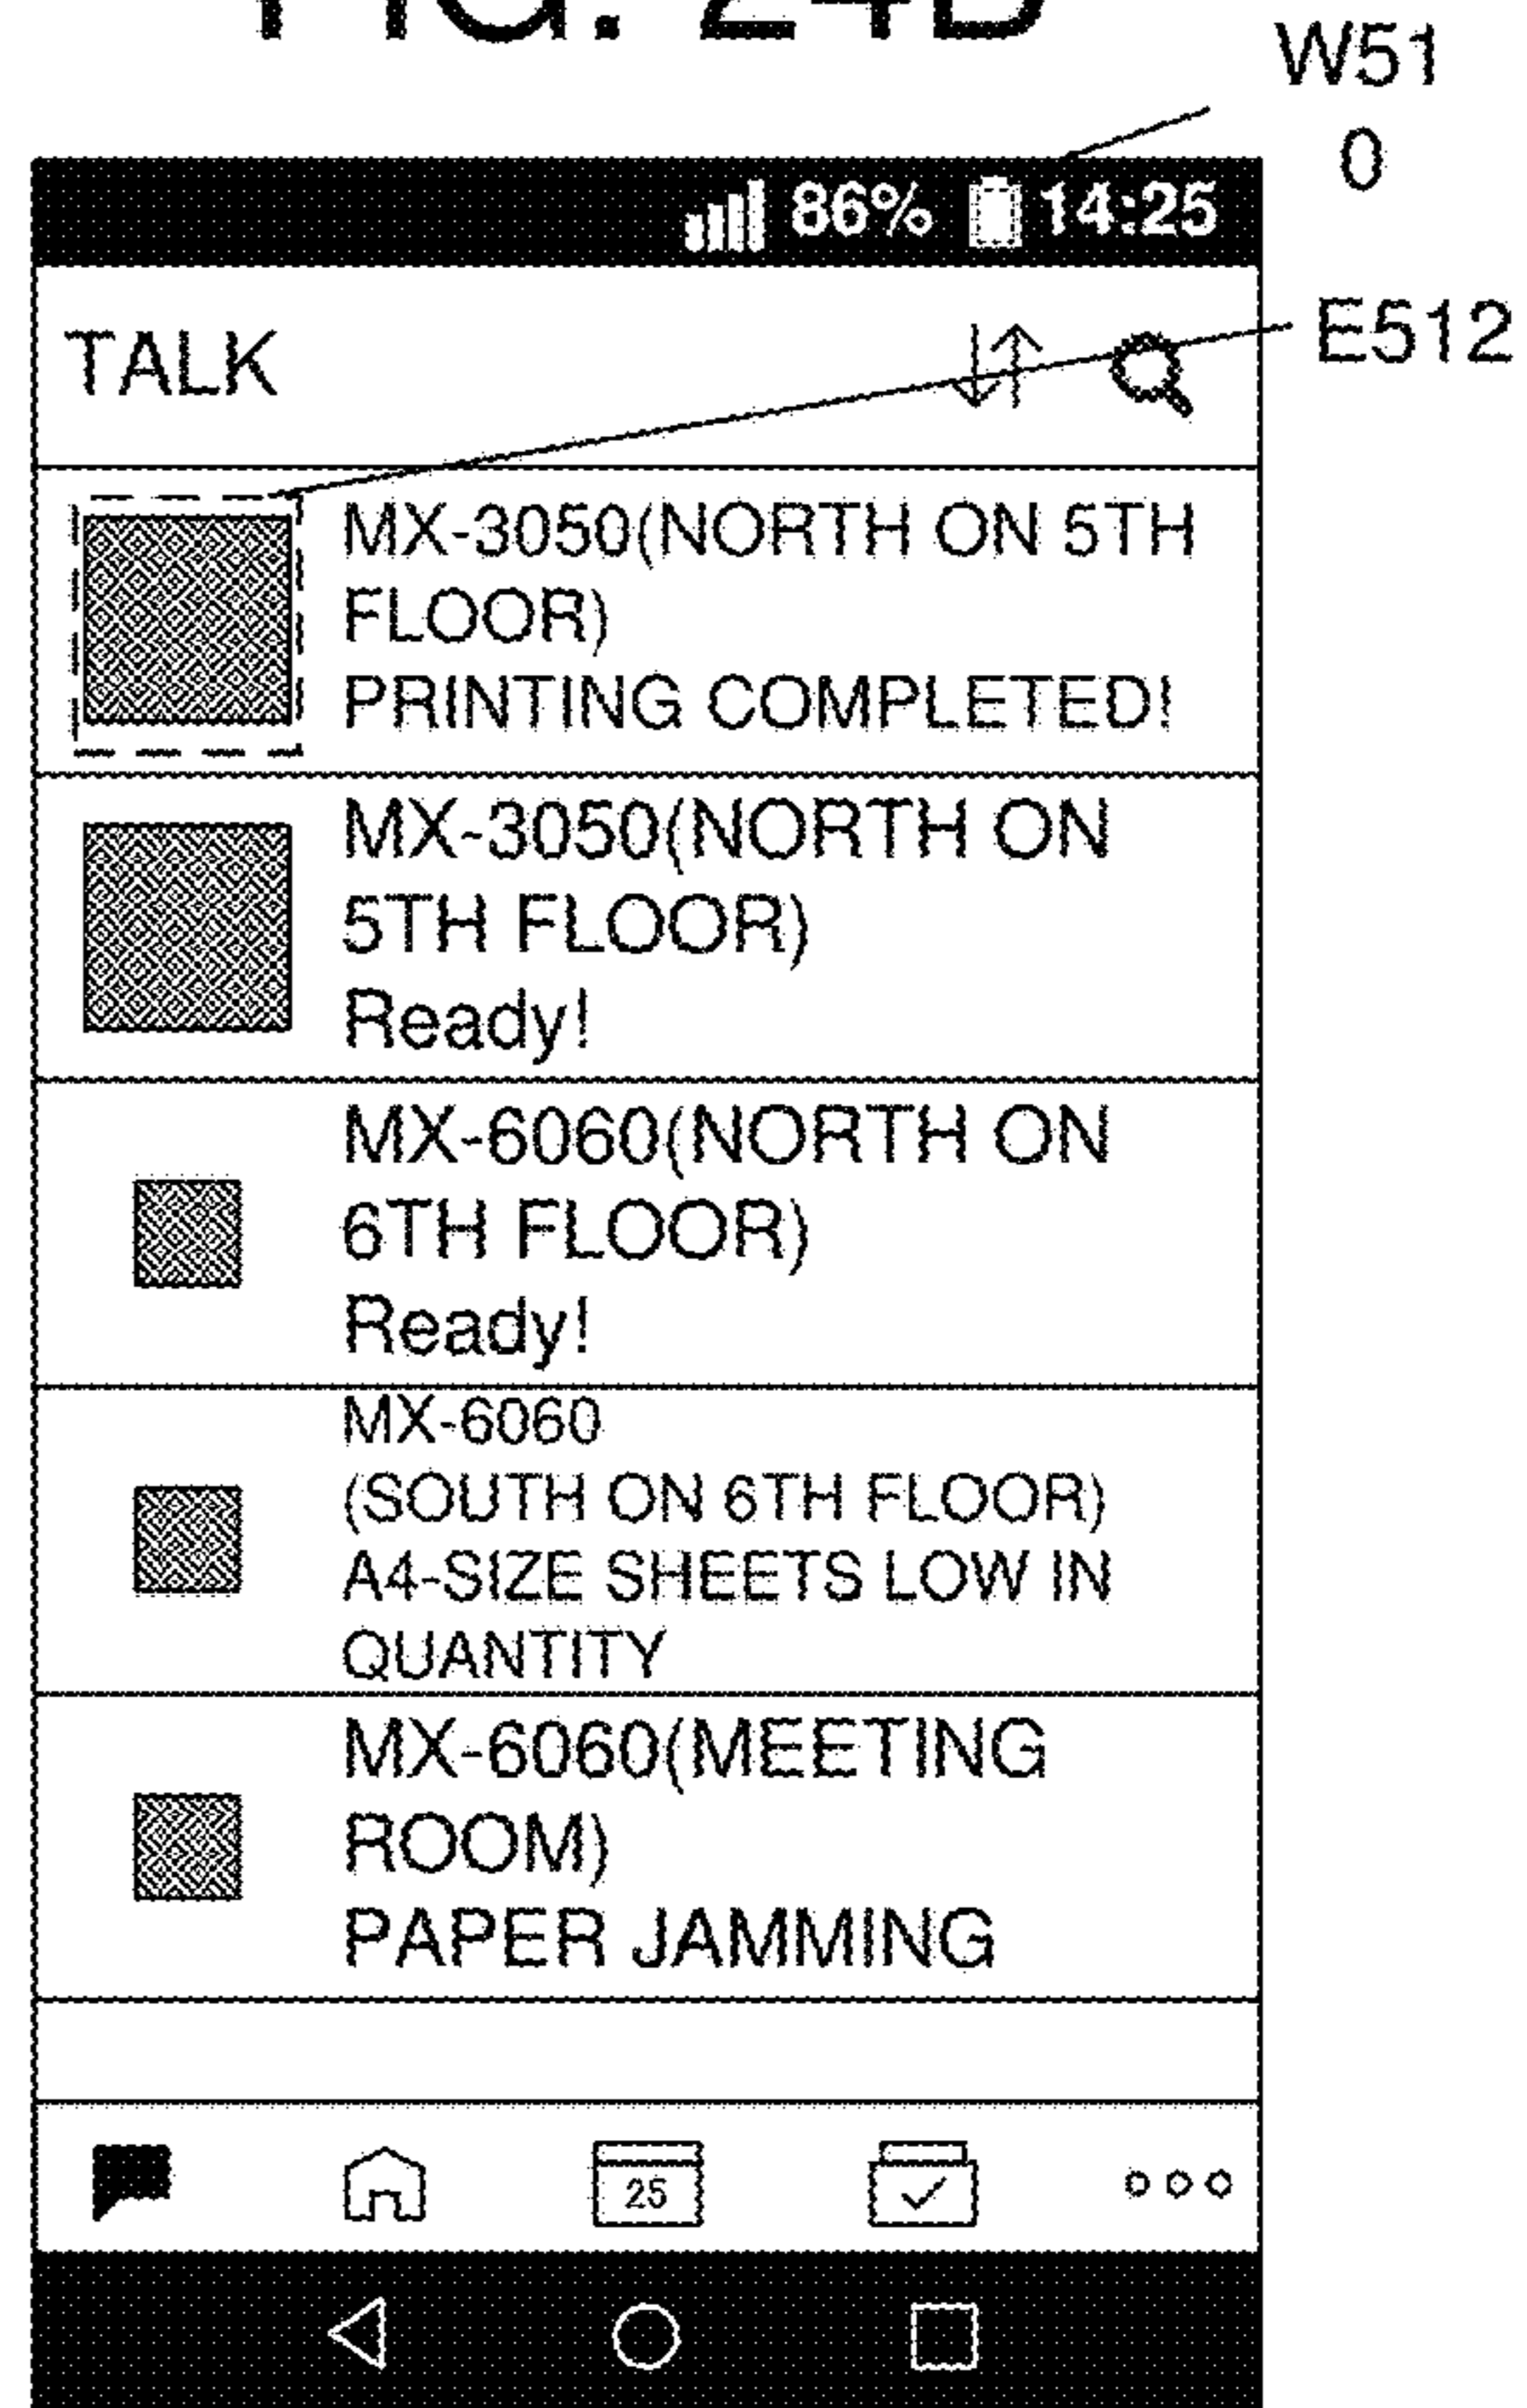 FIG. 24B
W51
0
86% 14:25
TALK
E512
MX-3050(NORTH ON 5TH
FLOOR)
PRINTING COMPLETED!
MX-3050(NORTH ON
5TH FLOOR)
Ready!
MX-6060(NORTH ON
6TH FLOOR)
Ready!
MX-6060
(SOUTH ON 6TH FLOOR)
A4-SIZE SHEETS LOW IN
QUANTITY
MX-6060(MEETING
ROOM)
PAPER JAMMING
25